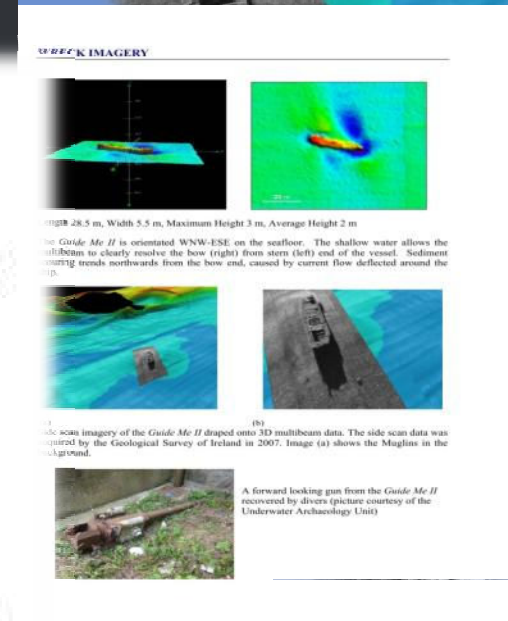 WRECK IMAGERY
20 m
Length 28.5 m, Width 5.5 m, Maximum Height 3 m, Average Height 2 m
The Guide Me II is orientated WNW-ESE on the seafloor. The shallow water allows the
multibeam to clearly resolve the bow (right) from stern (left) end of the vessel. Sediment
scouring trends northwards from the bow end, caused by current flow deflected around the
ship.
(b)
Side scan imagery of the Guide Me II draped onto 3D multibeam data. The side scan data was
acquired by the Geological Survey of Ireland in 2007. Image (a) shows the Muglins in the
background.
A forward looking gun from the Guide Me II
recovered by divers (picture courtesy of the
Underwater Archaeology Unit)